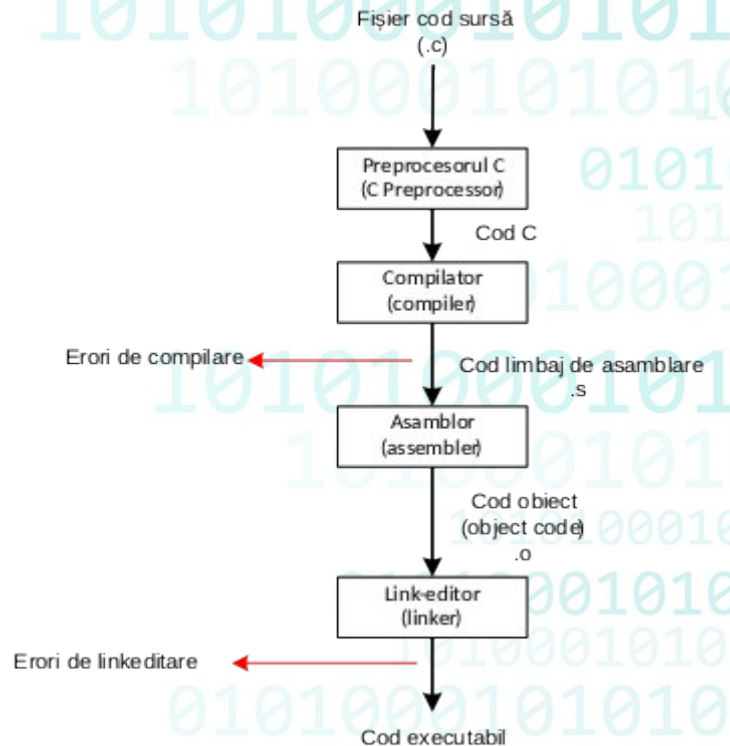 Fișier cod sursă
(.c)
Preprocesorul C
(C Preprocessor)
Cod C
Compilator
(compiler)
Erori de compilare
Cod limbaj de asamblare
.s
Asamblor
(assembler)
Cod obiect
(object code)
.o
Link-editor
(linker)
Erori de linkeditare
Cod executabil